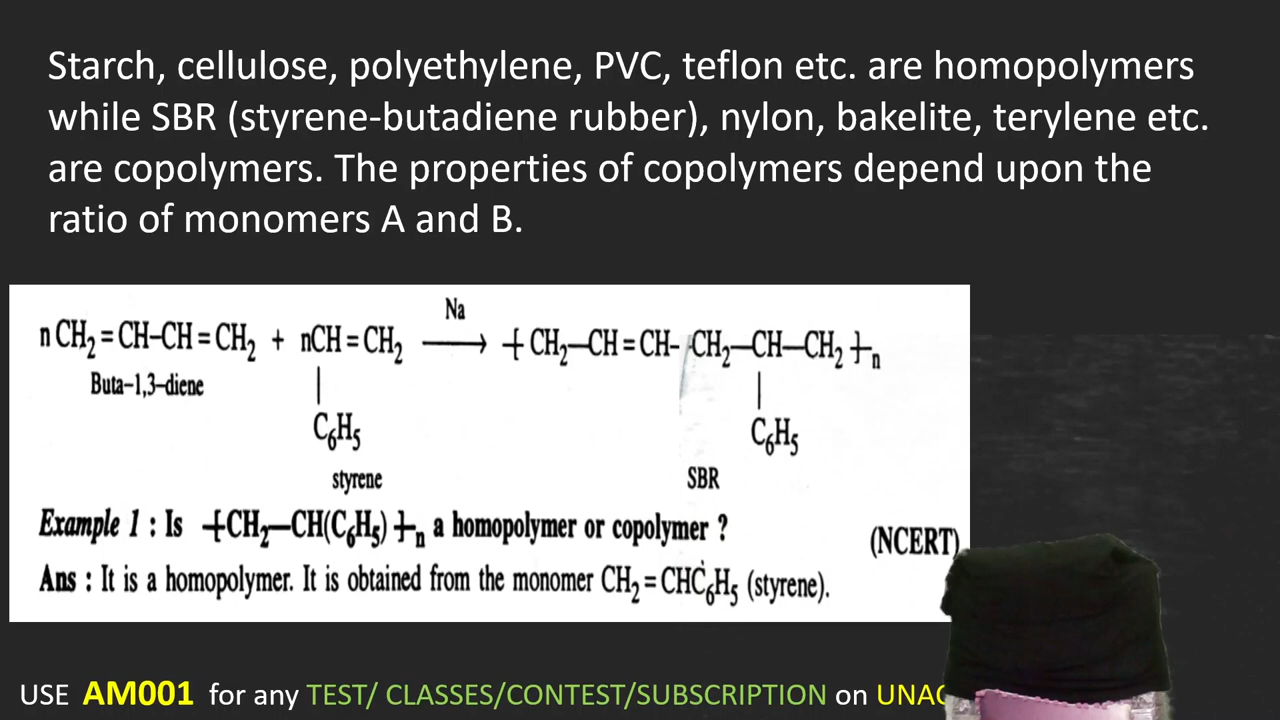 Starch, cellulose, polyethylene, PVC, teflon etc. are homopolymers
while SBR (styrene-butadiene rubber), nylon, bakelite, terylene etc.
are copolymers. The properties of copolymers depend upon the
ratio of monomers A and B.
Na
n CH₂=CH–CH=CH₂ + nCH=CH₂ ⟶ -[CH₂—CH=CH- CH₂—CH—CH₂]-ₙ
Buta–1,3–diene
C₆H₅ C₆H₅
styrene SBR
Example 1 : Is -[CH₂—CH(C₆H₅)]-ₙ a homopolymer or copolymer ?
(NCERT)
Ans : It is a homopolymer. It is obtained from the monomer CH₂=CHC₆H₅ (styrene).
USE AM001 for any TEST/ CLASSES/CONTEST/SUBSCRIPTION on